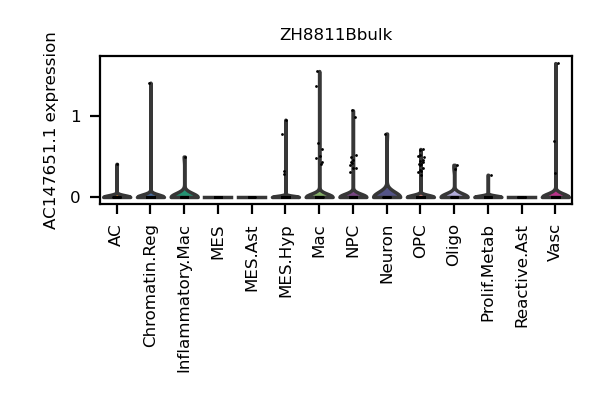 ZH8811Bbulk
AC147651.1 expression
1
0
AC
Chromatin.Reg
Inflammatory.Mac
MES
MES.Ast
MES.Hyp
Mac
NPC
Neuron
OPC
Oligo
Prolif.Metab
Reactive.Ast
Vasc